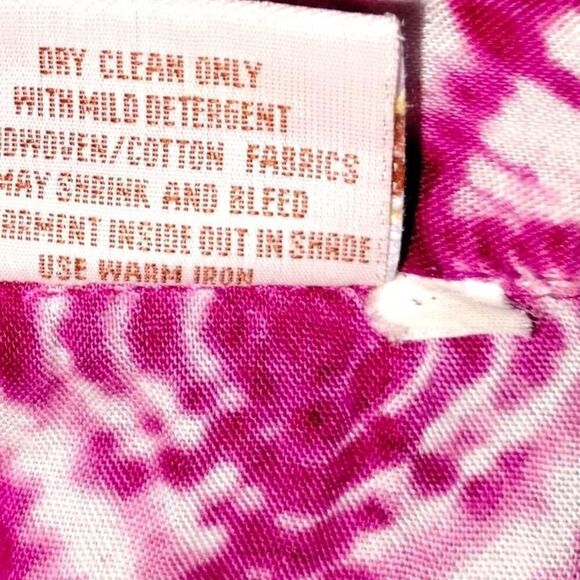 DRY CLEAN ONLY
WITH MILD DETERGENT
DWOVEN/COTTON FABRICS
MAY SHRINK AND BLEED
ARMENT INSIDE OUT IN SHADE
USE WARM IRON